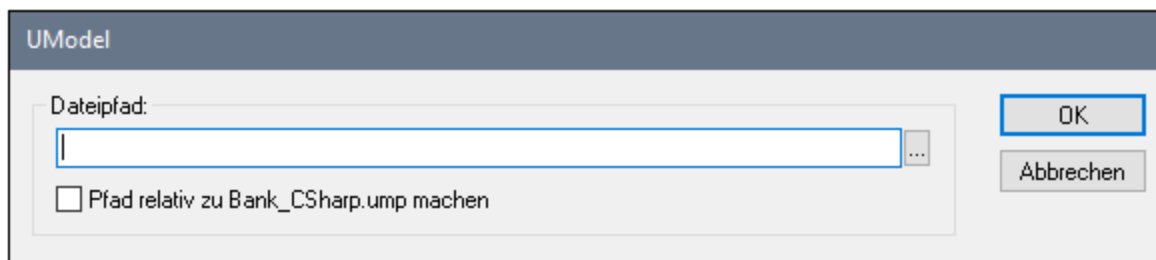 UModel
Dateipfad:
...
OK
Abbrechen
Pfad relativ zu Bank_CSharp.ump machen